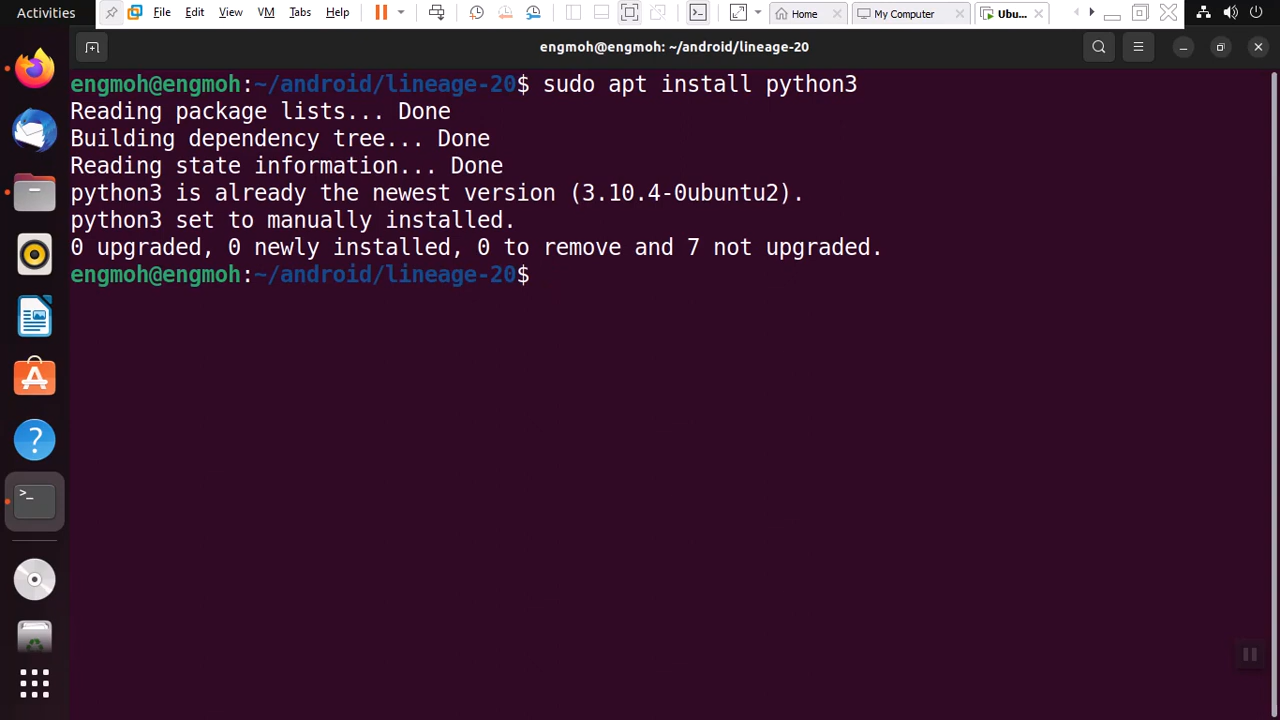 Activities File Edit View VM Tabs Help Home My Computer Ubu...
engmoh@engmoh: ~/android/lineage-20
engmoh@engmoh:~/android/lineage-20$ sudo apt install python3
Reading package lists... Done
Building dependency tree... Done
Reading state information... Done
python3 is already the newest version (3.10.4-0ubuntu2).
python3 set to manually installed.
0 upgraded, 0 newly installed, 0 to remove and 7 not upgraded.
engmoh@engmoh:~/android/lineage-20$